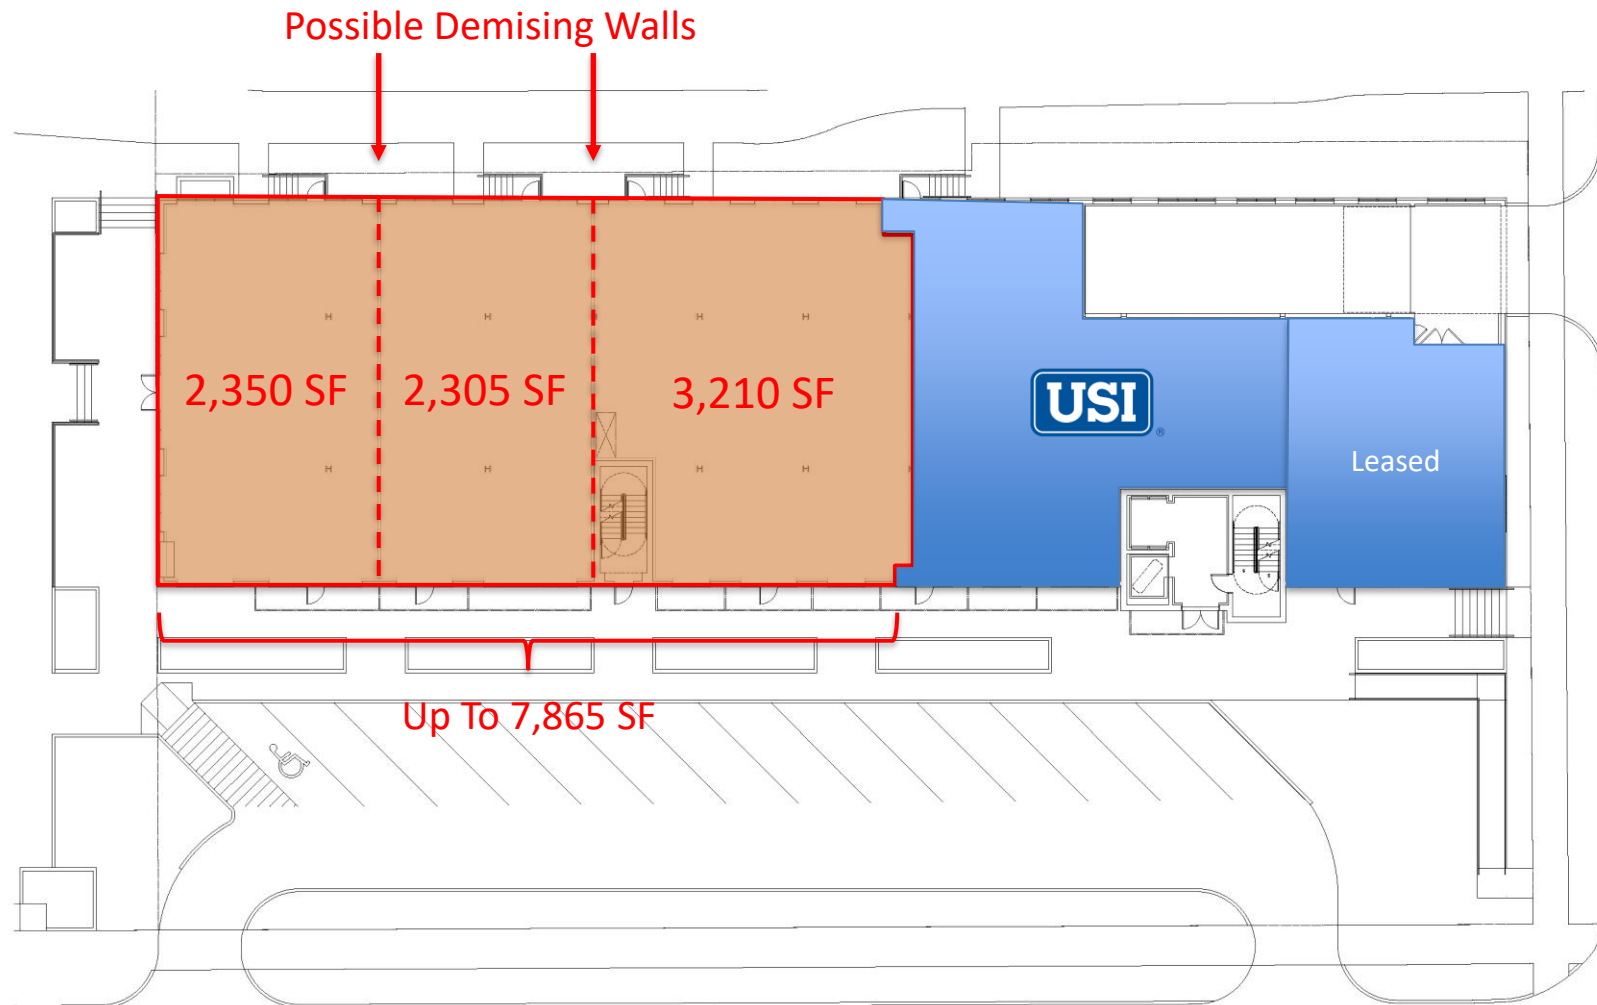 Possible Demising Walls
2,350 SF
2,305 SF
3,210 SF
USI
®
Leased
Up To 7,865 SF